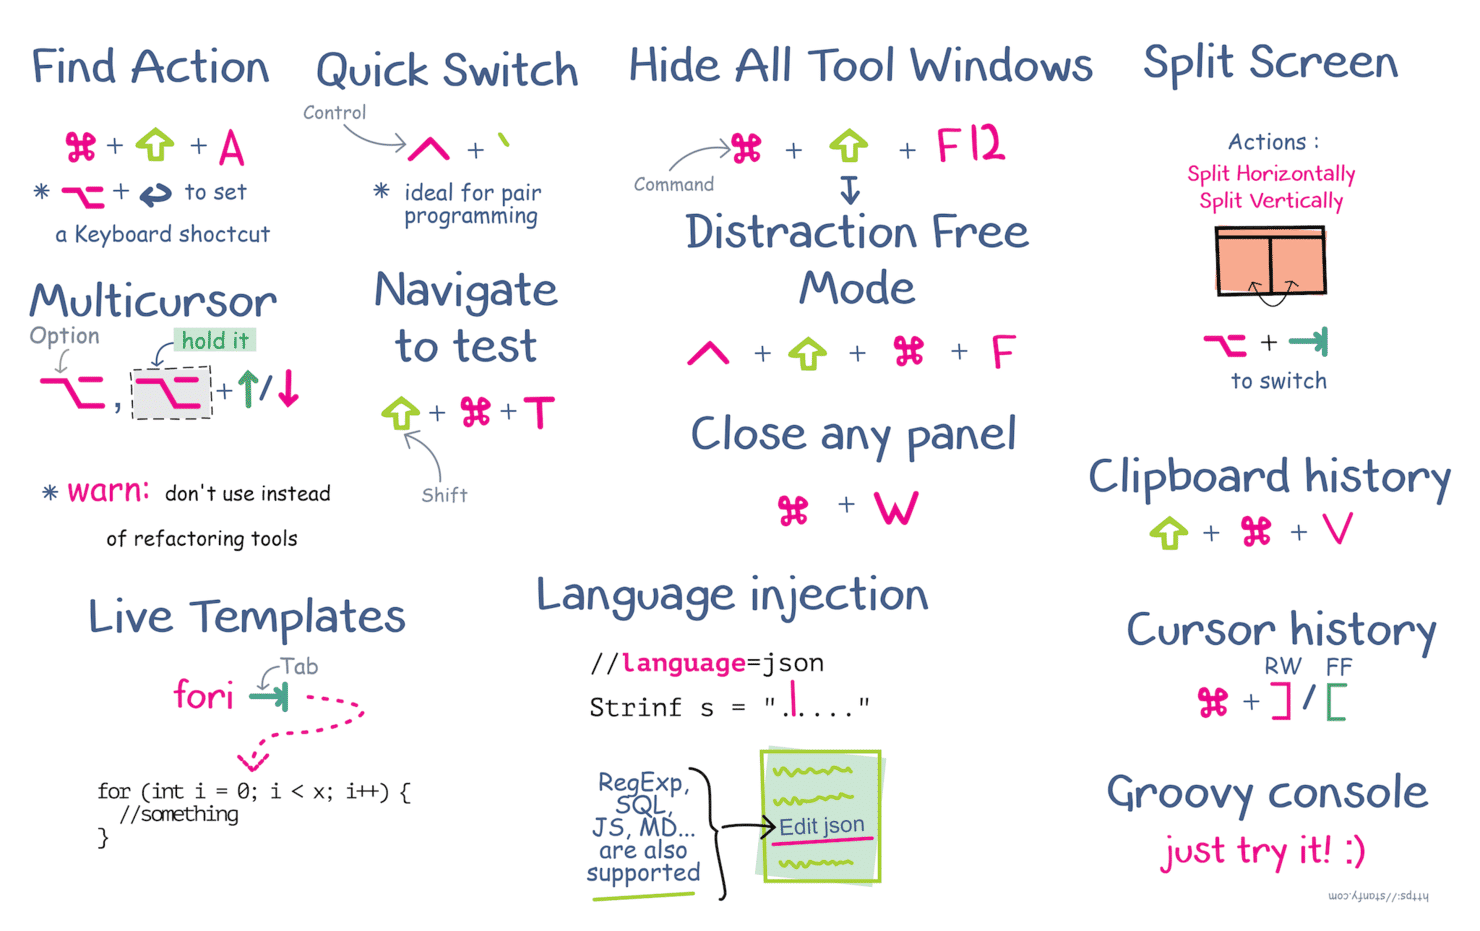 Find Action
⌘ + ⇧ + A
* ⌥ + ↩ to set
a Keyboard shoctcut
Quick Switch
Control
^ + `
* ideal for pair
programming
Hide All Tool Windows
Command
⌘ + ⇧ + F12
Distraction Free
Mode
^ + ⇧ + ⌘ + F
Split Screen
Actions :
Split Horizontally
Split Vertically
⌥ + ⇥
to switch
Multicursor
Option
hold it
⌥, ⌥ + ↑/↓
* warn: don't use instead
of refactoring tools
Navigate
to test
⇧ + ⌘ + T
Shift
Close any panel
⌘ + W
Clipboard history
⇧ + ⌘ + V
Live Templates
Tab
fori ⇥
for (int i = 0; i < x; i++) {
//something
}
Language injection
//language=json
Strinf s = "....."
RegExp,
SQL,
JS, MD...
are also
supported
Edit json
Cursor history
RW FF
⌘ + ] / [
Groovy console
just try it! :)
https://stanfy.com